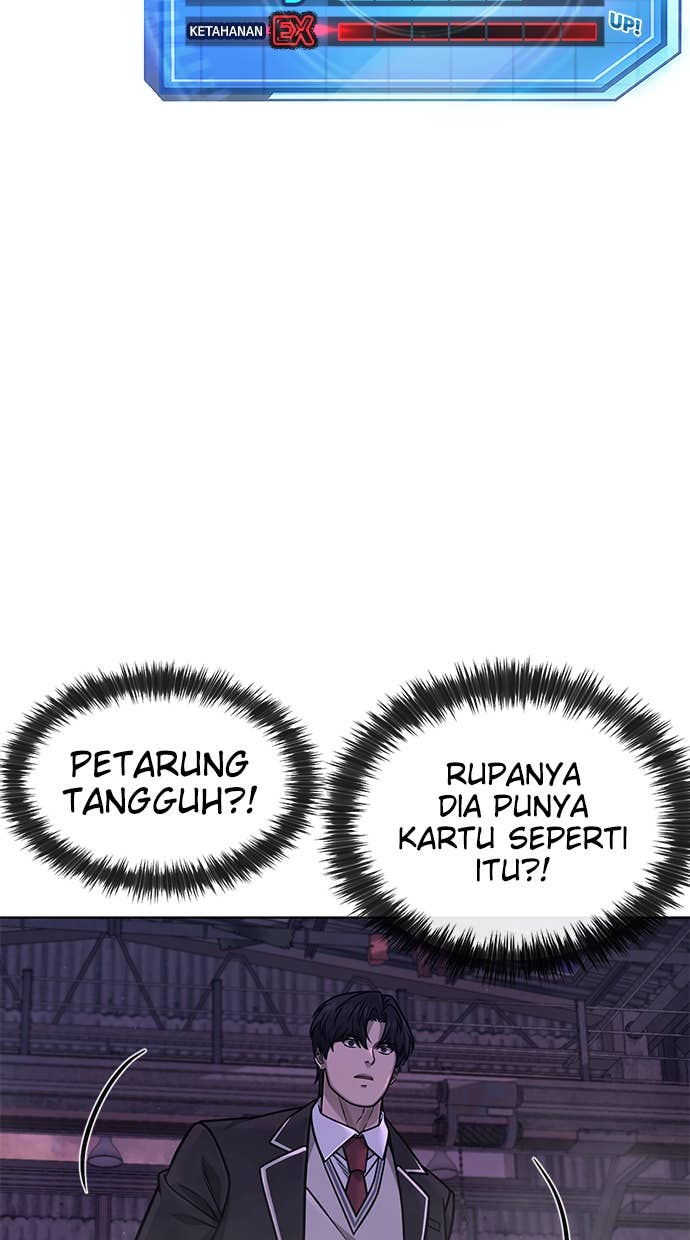 KETAHANAN EX UP!
PETARUNG
TANGGUH?!
RUPANYA
DIA PUNYA
KARTU SEPERTI
ITU?!